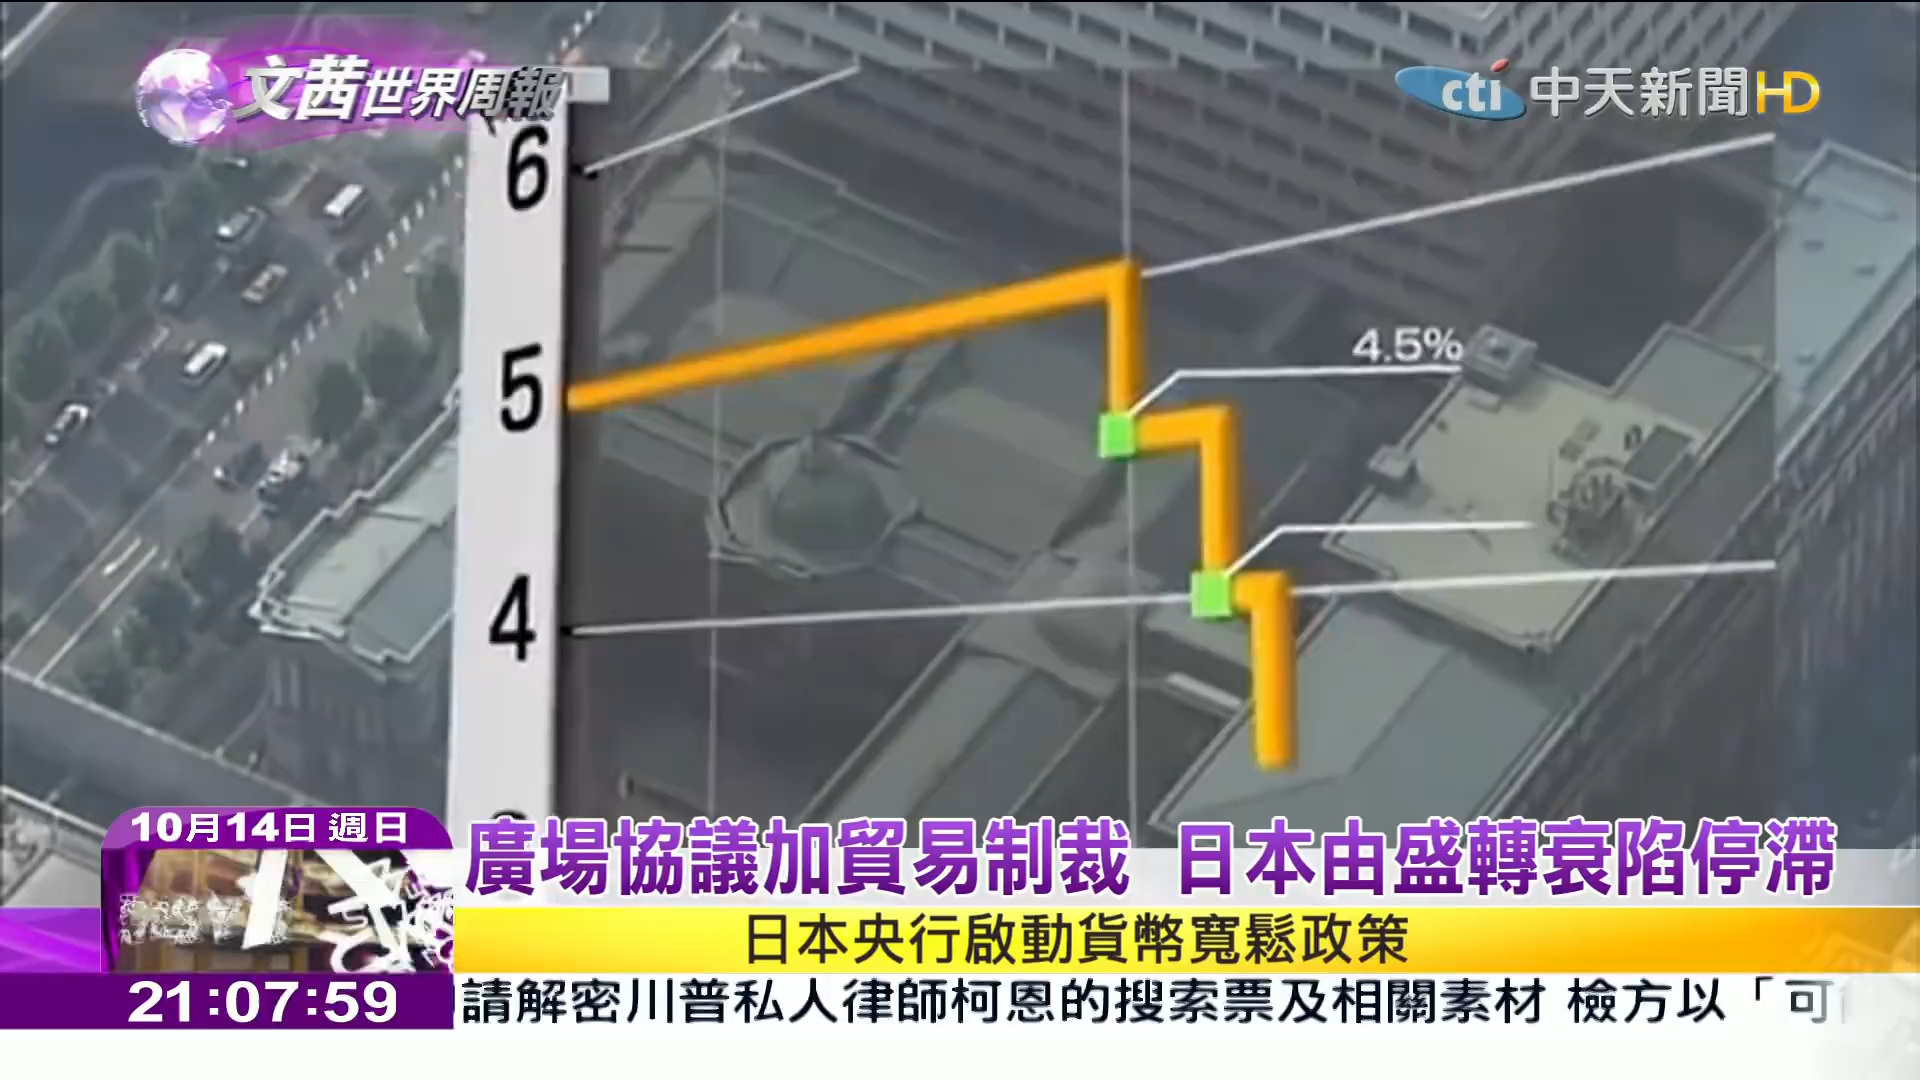 文茜世界周報
cti 中天新聞HD
6
5
4.5%
4
10月14日 週日
廣場協議加貿易制裁 日本由盛轉衰陷停滯
日本央行啟動貨幣寬鬆政策
21:07:59
請解密川普私人律師柯恩的搜索票及相關素材 檢方以「可